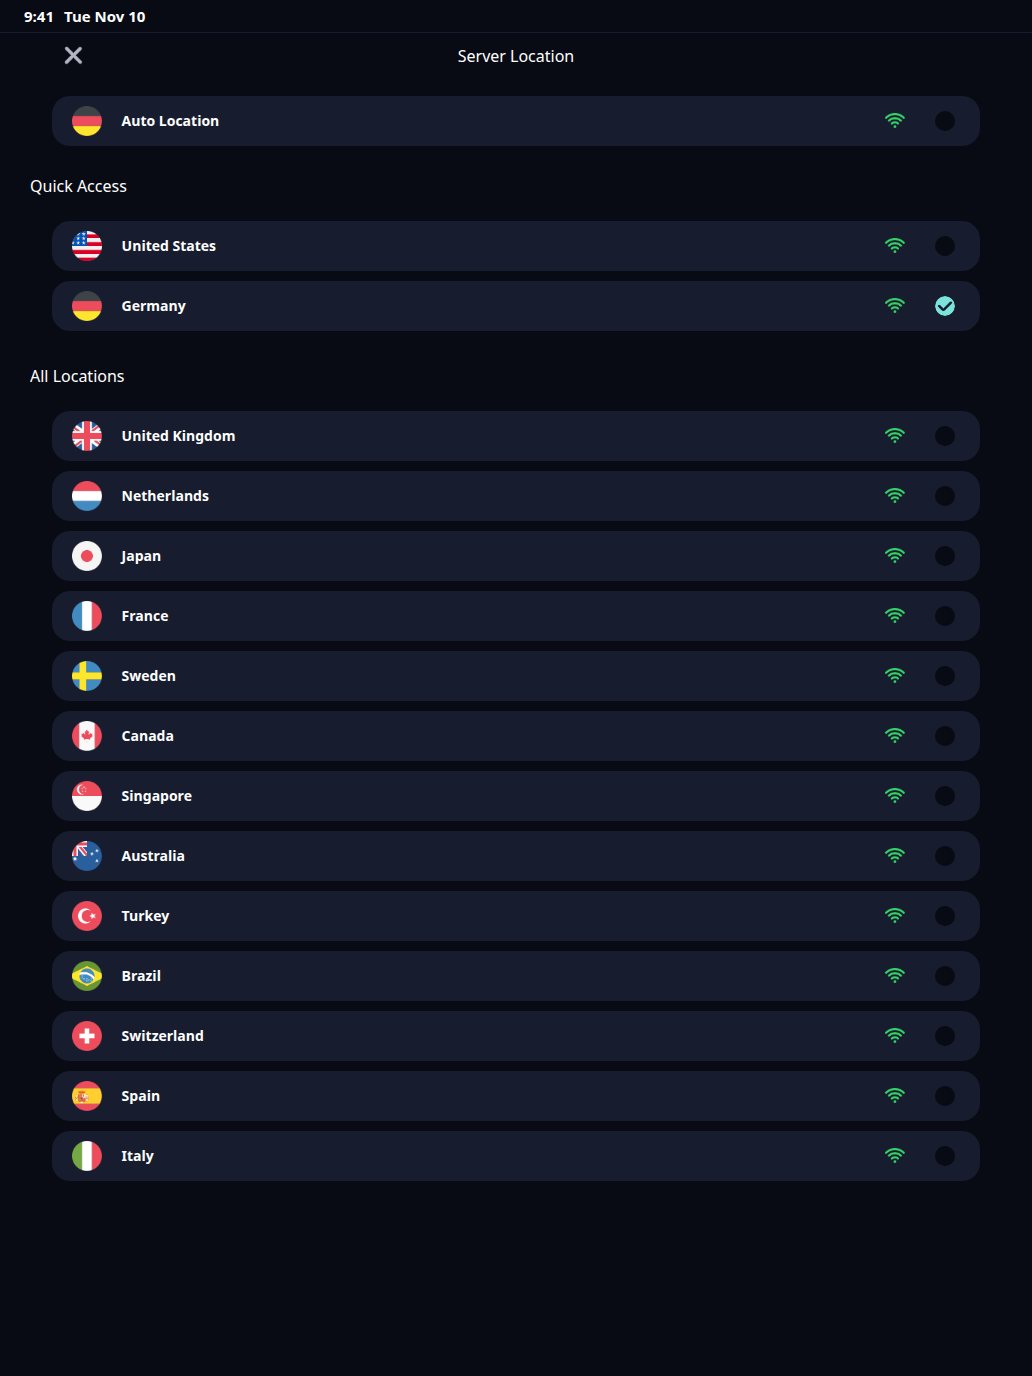 9:41 Tue Nov 10
Server Location
Auto Location
Quick Access
United States
Germany
All Locations
United Kingdom
Netherlands
Japan
France
Sweden
Canada
Singapore
Australia
Turkey
Brazil
Switzerland
Spain
Italy